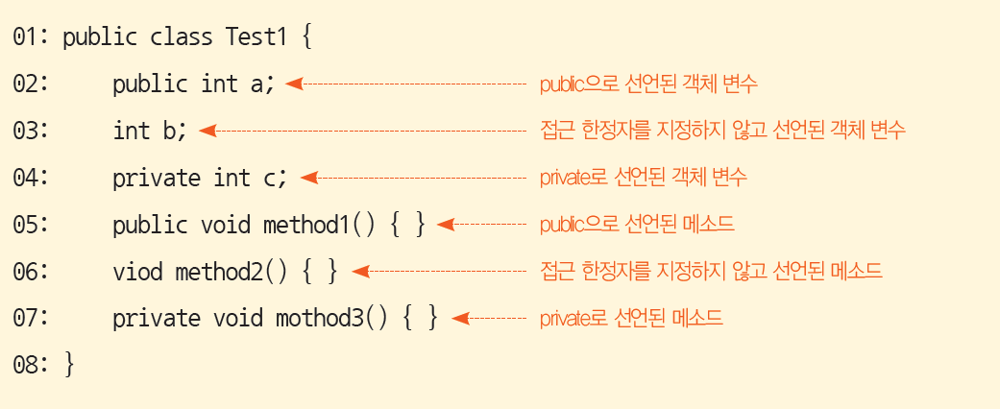 01: public class Test1 {
02: public int a; public으로 선언된 객체 변수
03: int b; 접근 한정자를 지정하지 않고 선언된 객체 변수
04: private int c; private로 선언된 객체 변수
05: public void method1() { } public으로 선언된 메소드
06: viod method2() { } 접근 한정자를 지정하지 않고 선언된 메소드
07: private void mothod3() { } private로 선언된 메소드
08: }